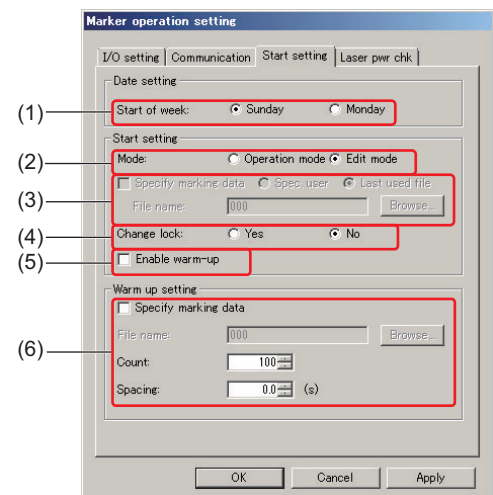 Marker operation setting
I/O setting Communication Start setting Laser pwr chk
Date setting
(1) Start of week: Sunday Monday
Start setting
(2) Mode: Operation mode Edit mode
Specify marking data Spec. user Last used file
(3) File name: 000 Browse...
(4) Change lock: Yes No
(5) Enable warm-up
Warm up setting
Specify marking data
File name: 000 Browse...
(6) Count: 100
Spacing: 0.0 (s)
OK Cancel Apply